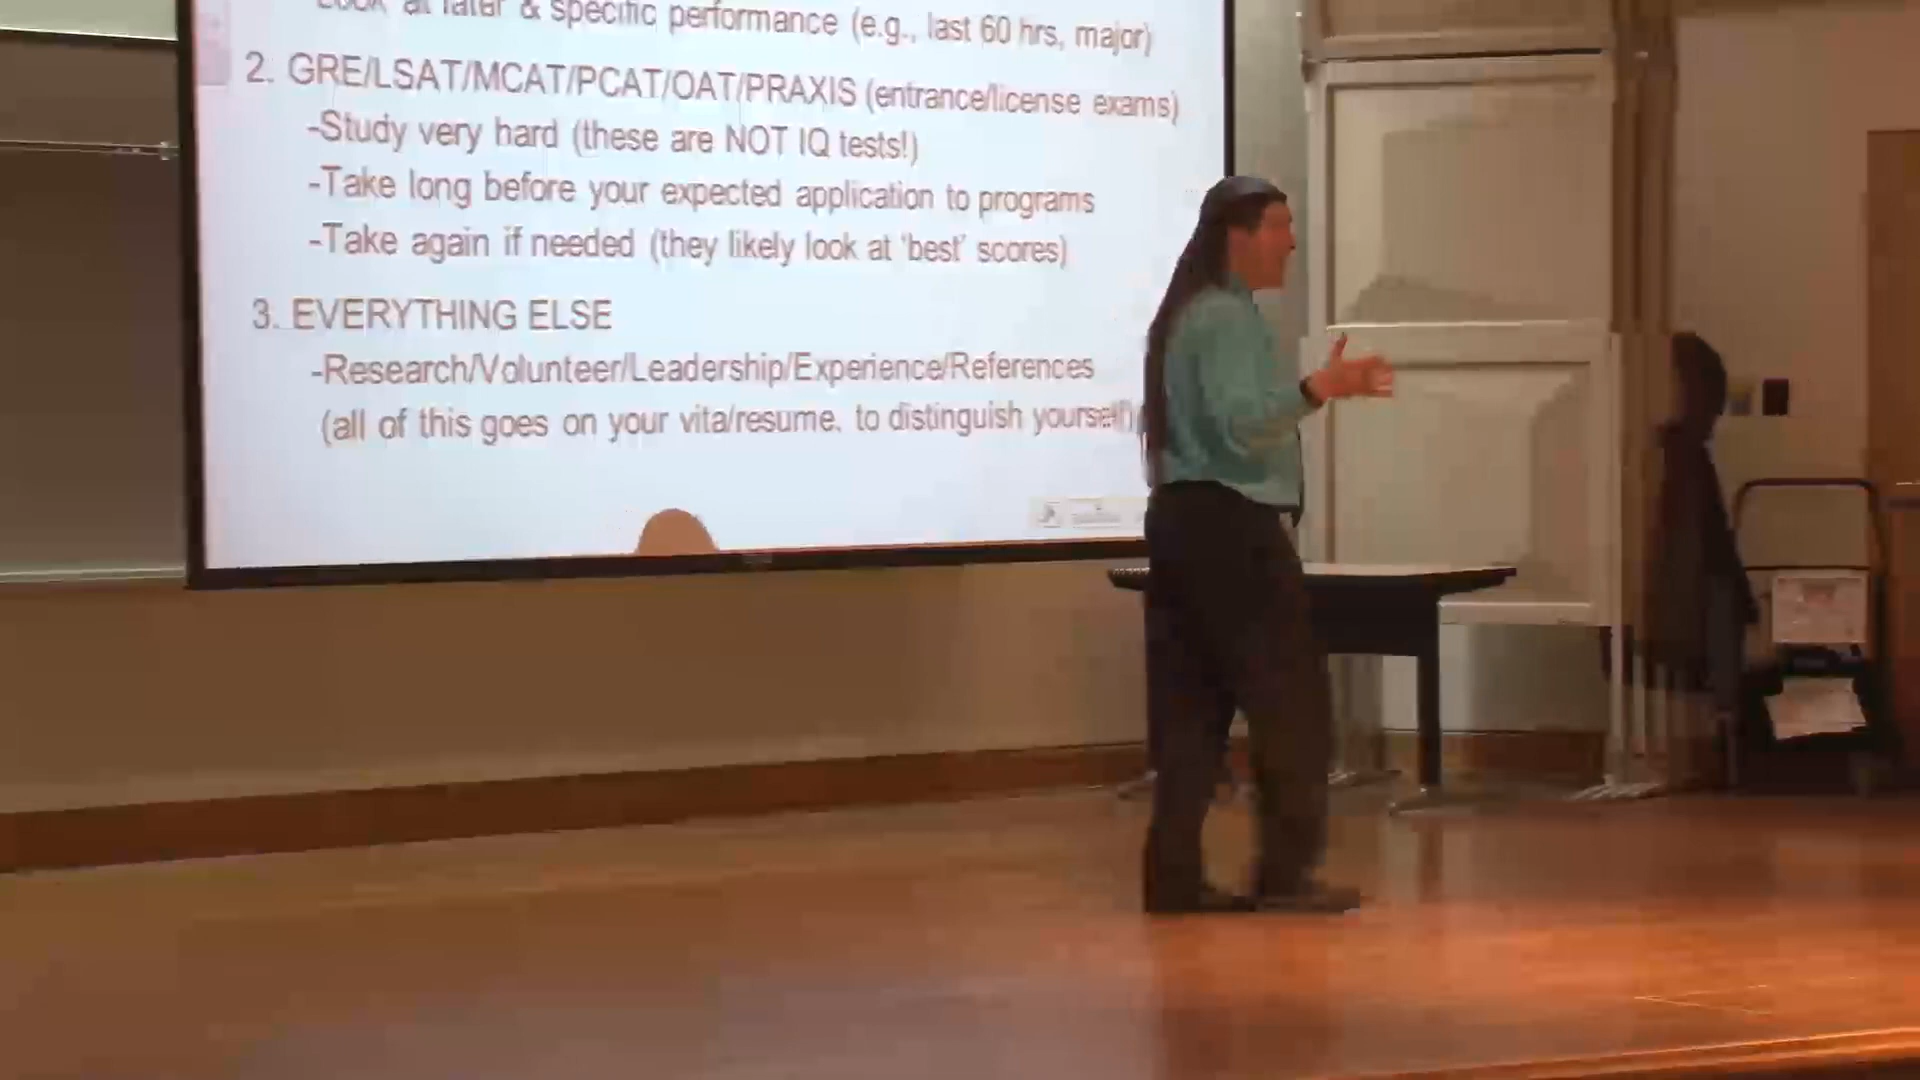 Look at later & specific performance (e.g., last 60 hrs, major)
2. GRE/LSAT/MCAT/PCAT/OAT/PRAXIS (entrance/license exams)
-Study very hard (these are NOT IQ tests!)
-Take long before your expected application to programs
-Take again if needed (they likely look at ‘best’ scores)
3. EVERYTHING ELSE
-Research/Volunteer/Leadership/Experience/References
(all of this goes on your vita/resume, to distinguish yourself)